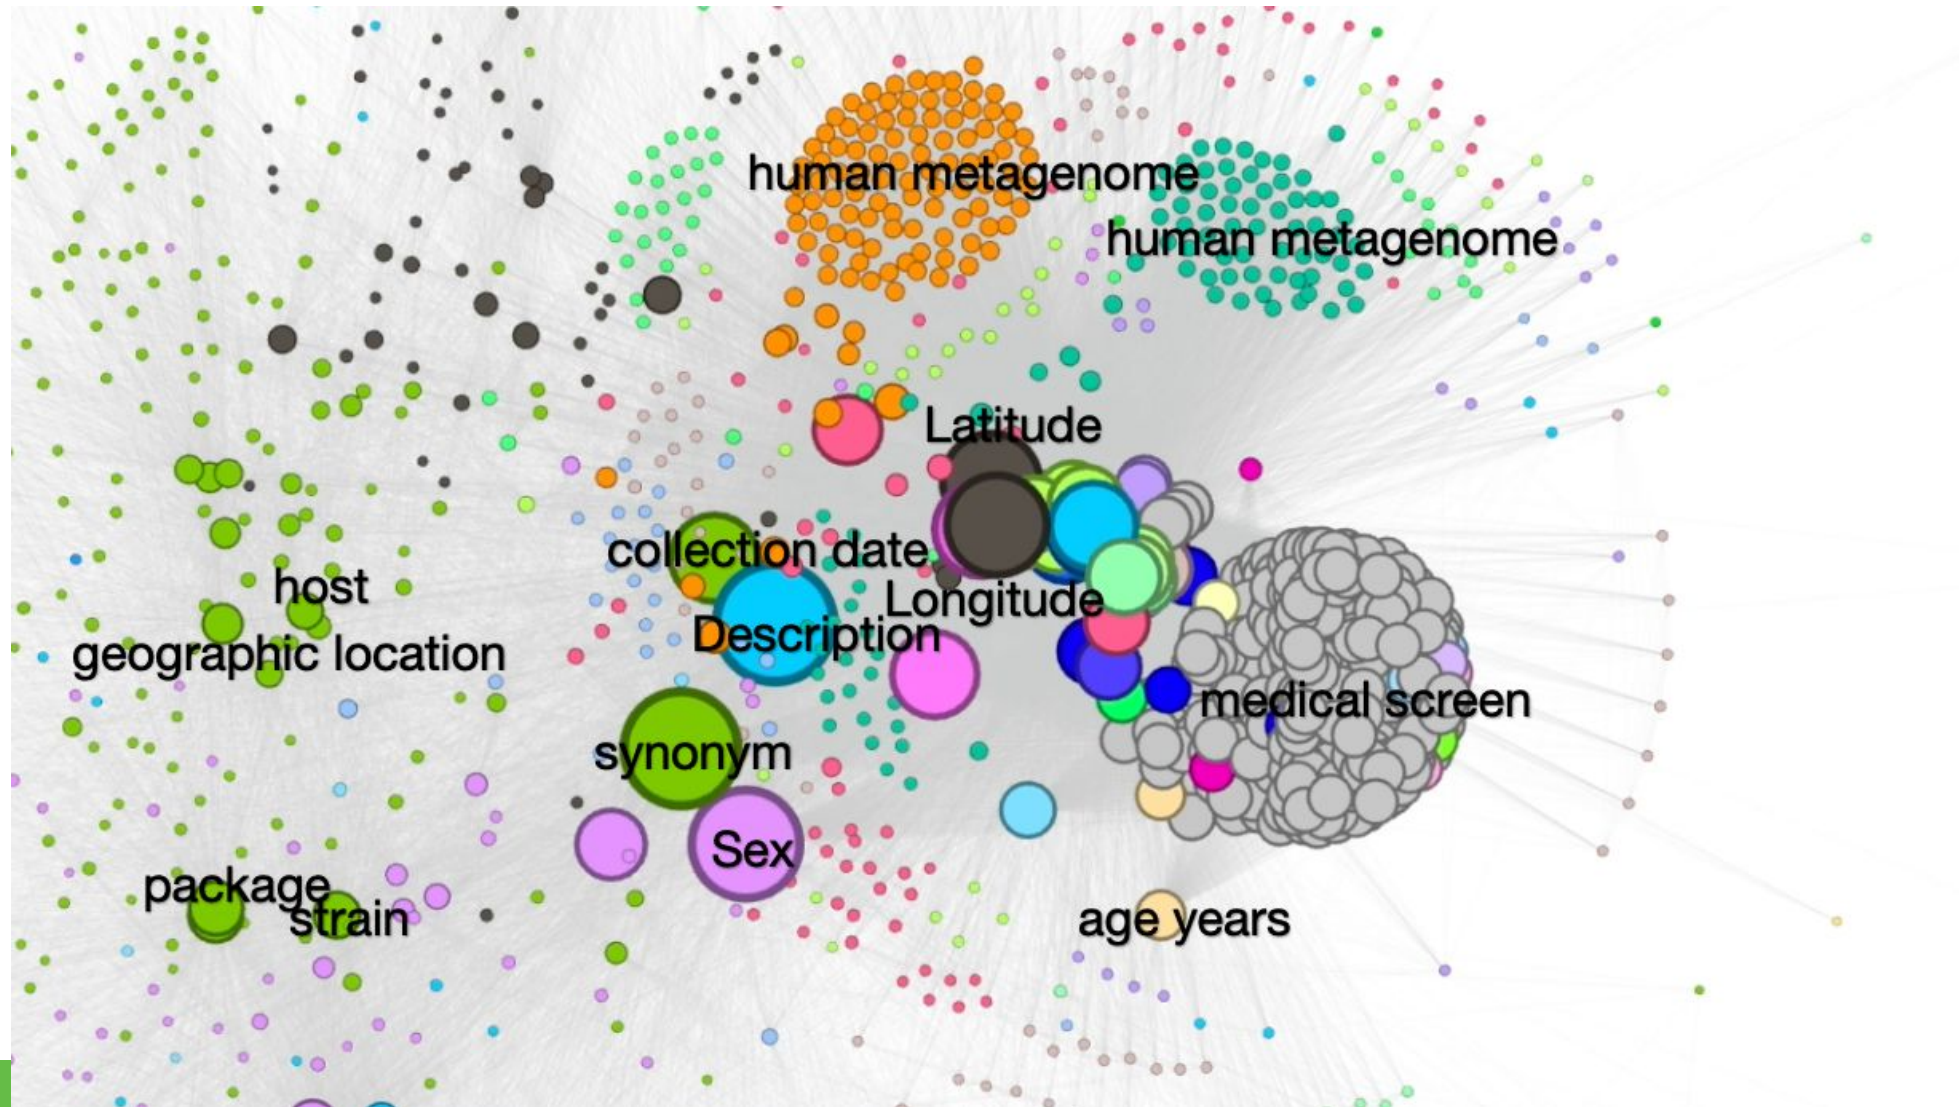 human metagenome
human metagenome
Latitude
collection date
host
Longitude
Description
geographic location
medical screen
synonym
Sex
package
strain
age years